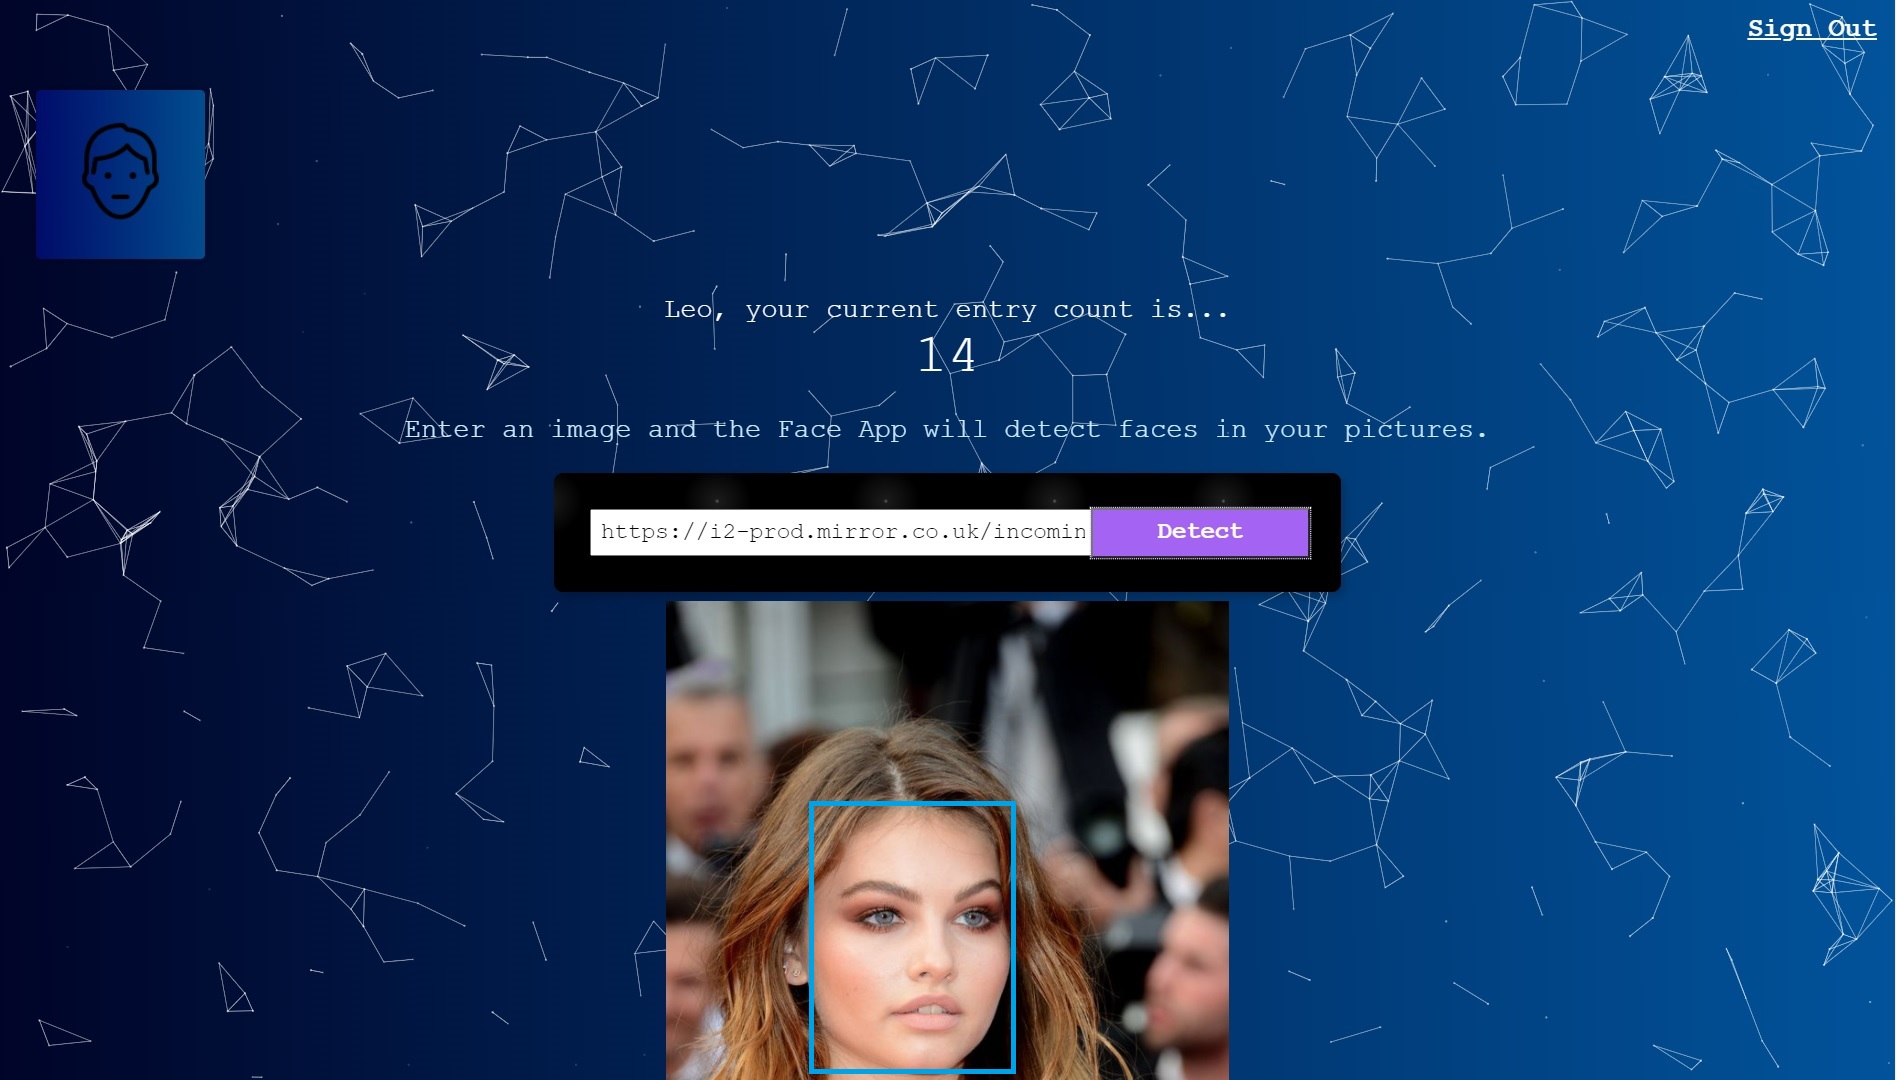 Sign Out
Leo, your current entry count is...
14
Enter an image and the Face App will detect faces in your pictures.
https://i2-prod.mirror.co.uk/incomin
Detect